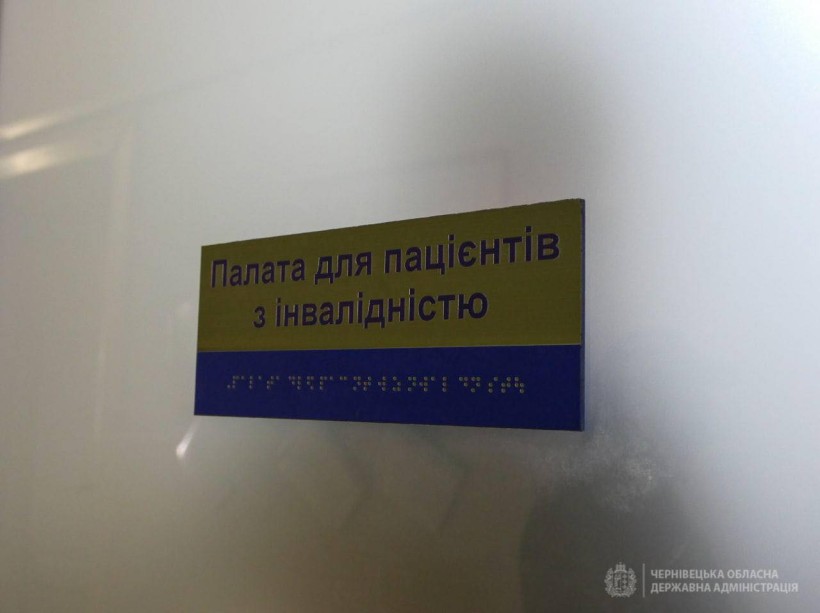 Палата для пацієнтів
з інвалідністю
ЧЕРНІВЕЦЬКА ОБЛАСНА
ДЕРЖАВНА АДМІНІСТРАЦІЯ